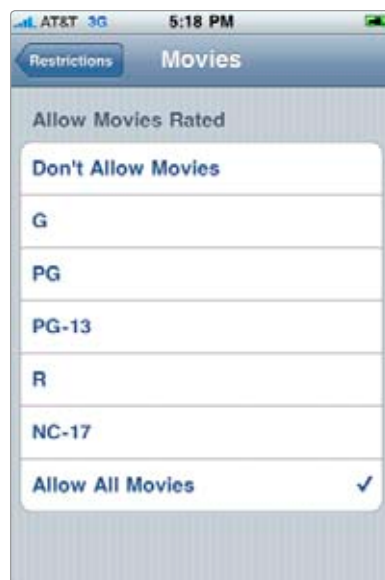 AT&T 3G 5:18 PM
Restrictions Movies
Allow Movies Rated
Don't Allow Movies
G
PG
PG-13
R
NC-17
Allow All Movies